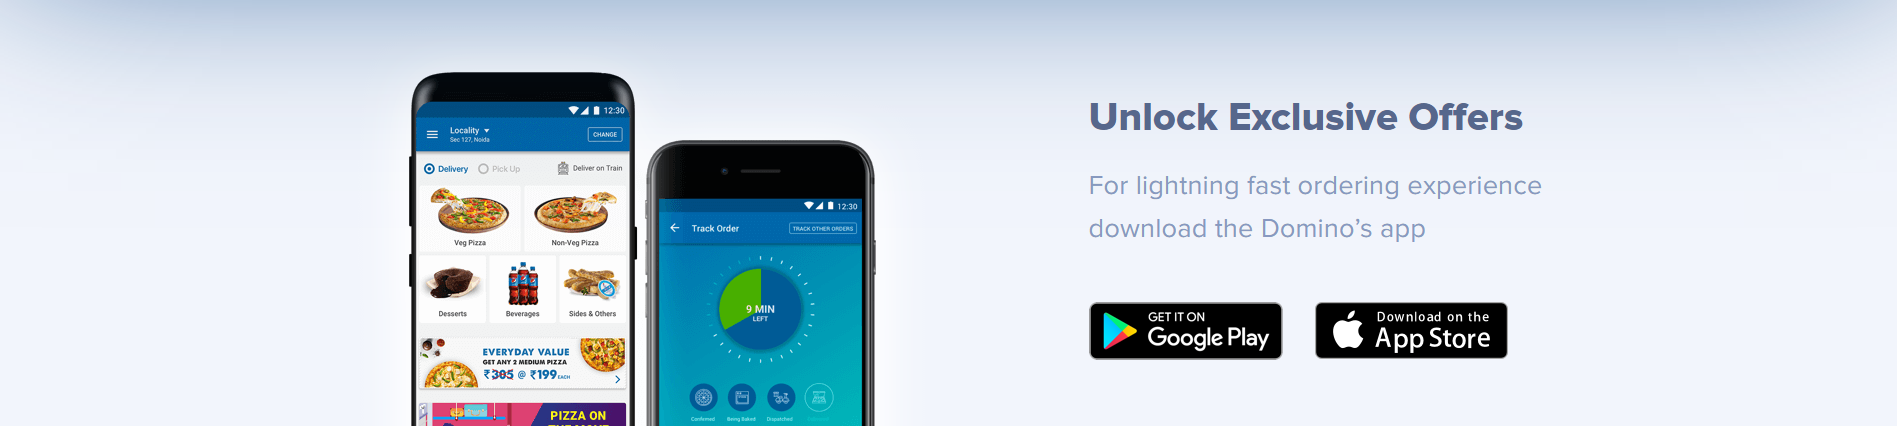 12:30
Locality
Sec 127, Noida
CHANGE
Delivery
Pick Up
Deliver on Train
Veg Pizza
Non-Veg Pizza
Desserts
Beverages
Sides & Others
EVERYDAY VALUE
GET ANY 2 MEDIUM PIZZA
₹305 @ ₹199 EACH
PIZZA ON
12:30
Track Order
TRACK OTHER ORDERS
9 MIN
LEFT
Confirmed
Being Baked
Dispatched
Unlock Exclusive Offers
For lightning fast ordering experience
download the Domino's app
GET IT ON
Google Play
Download on the
App Store